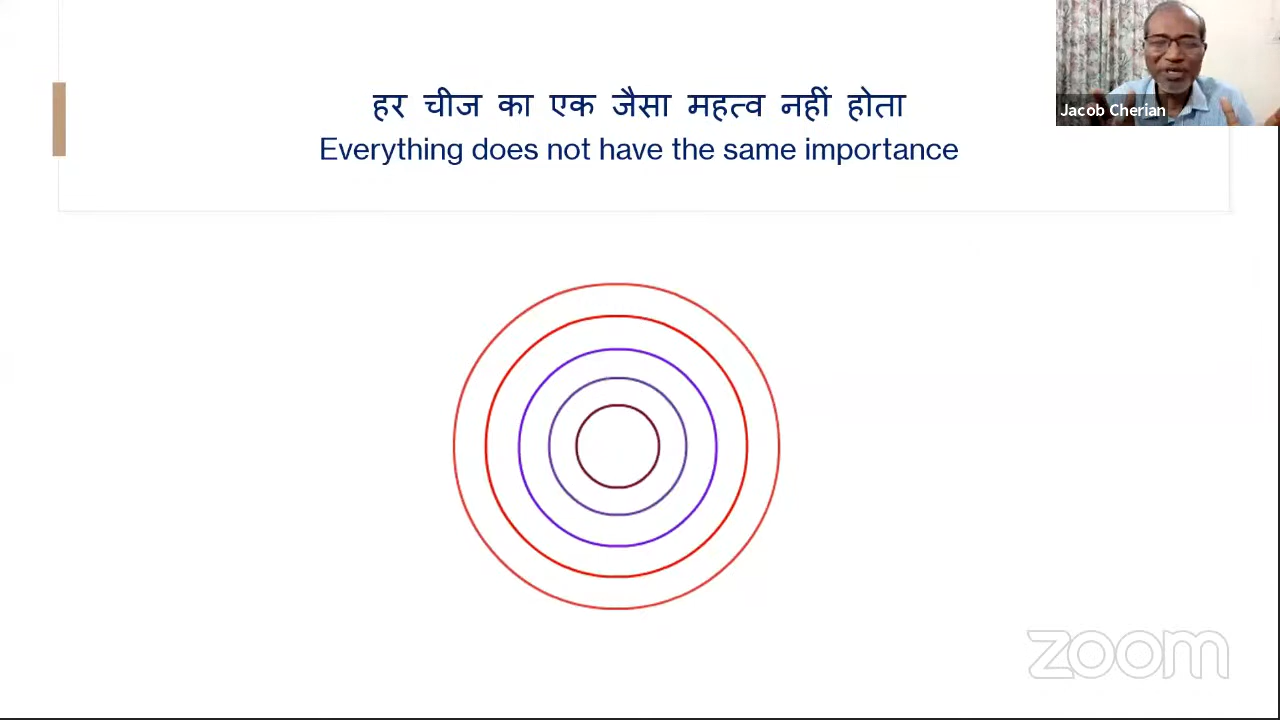 हर चीज का एक जैसा महत्व नहीं होता
Everything does not have the same importance
Jacob Cherian
zoom